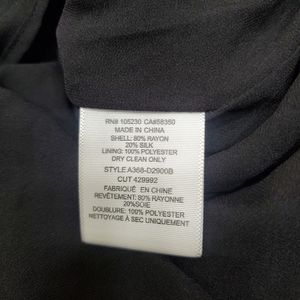 RN# 105230 CA#58350
MADE IN CHINA
SHELL: 80% RAYON
20% SILK
LINING: 100% POLYESTER
DRY CLEAN ONLY
STYLE A368-D2906B
CUT 429992
FABRIQUÉ EN CHINE
REVÊTEMENT: 80% RAYONNE
20%SOIE
DOUBLURE: 100% POLYESTER
NETTOYAGE À SEC UNIQUEMENT